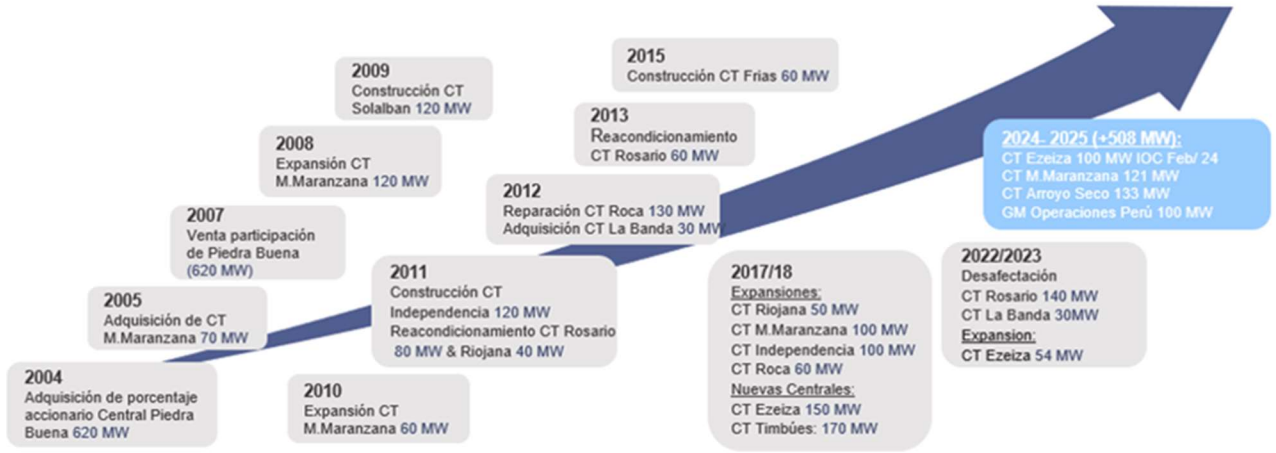 2004
Adquisición de porcentaje
accionario Central Piedra
Buena 620 MW
2005
Adquisición de CT
M.Maranzana 70 MW
2007
Venta participación
de Piedra Buena
(620 MW)
2008
Expansión CT
M.Maranzana 120 MW
2009
Construcción CT
Solalban 120 MW
2010
Expansión CT
M.Maranzana 60 MW
2011
Construcción CT
Independencia 120 MW
Reacondicionamiento CT Rosario
80 MW & Riojana 40 MW
2012
Reparación CT Roca 130 MW
Adquisición CT La Banda 30 MW
2013
Reacondicionamiento
CT Rosario 60 MW
2015
Construcción CT Frias 60 MW
2017/18
Expansiones:
CT Riojana 50 MW
CT M.Maranzana 100 MW
CT Independencia 100 MW
CT Roca 60 MW
Nuevas Centrales:
CT Ezeiza 150 MW
CT Timbúes: 170 MW
2022/2023
Desafectación
CT Rosario 140 MW
CT La Banda 30MW
Expansion:
CT Ezeiza 54 MW
2024- 2025 (+508 MW):
CT Ezeiza 100 MW IOC Feb/ 24
CT M.Maranzana 121 MW
CT Arroyo Seco 133 MW
GM Operaciones Perú 100 MW